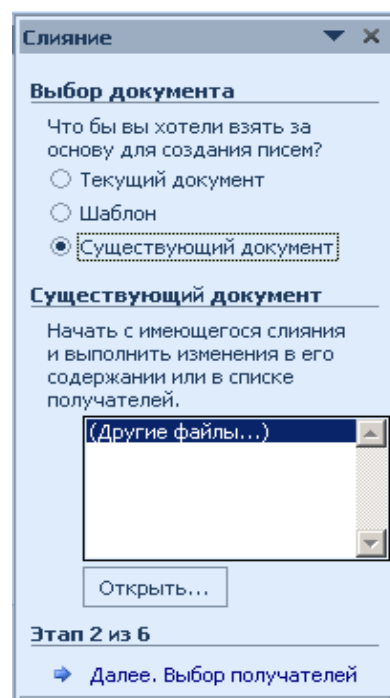 Слияние
Выбор документа
Что бы вы хотели взять за
основу для создания писем?
Текущий документ
Шаблон
Существующий документ
Существующий документ
Начать с имеющегося слияния
и выполнить изменения в его
содержании или в списке
получателей.
(Другие файлы...)
Открыть...
Этап 2 из 6
Далее. Выбор получателей